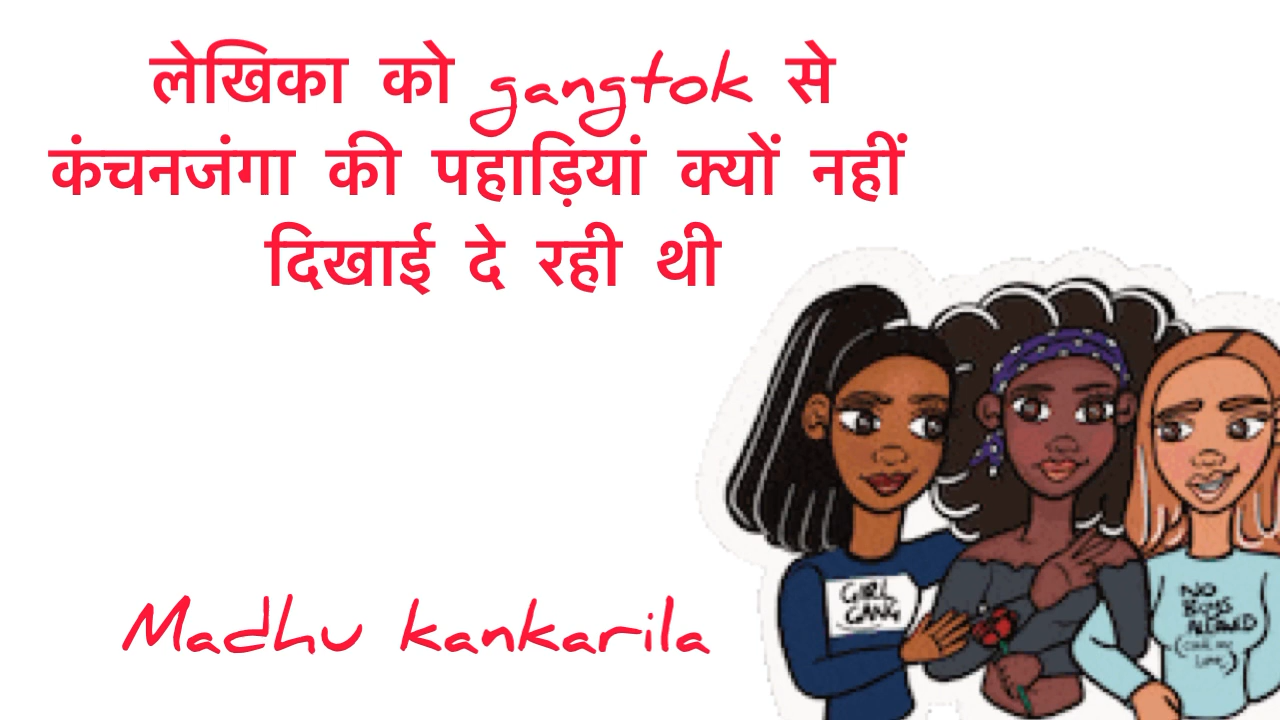 लेखिका को gangtok से
कंचनजंगा की पहाड़ियां क्यों नहीं
दिखाई दे रही थी
GIRL
GANG
NO
BOYS
ALLOWED
Madhu kankarila